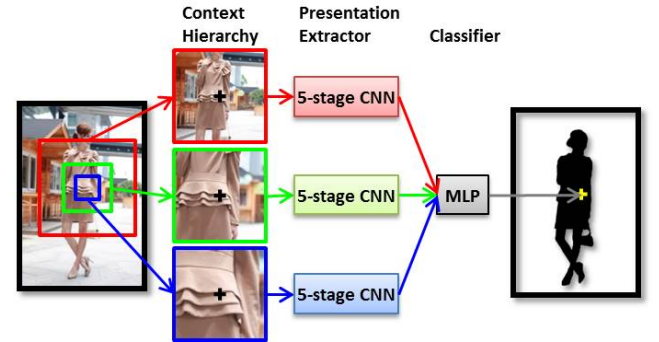 Context
Hierarchy
Presentation
Extractor
Classifier
5-stage CNN
5-stage CNN
MLP
5-stage CNN